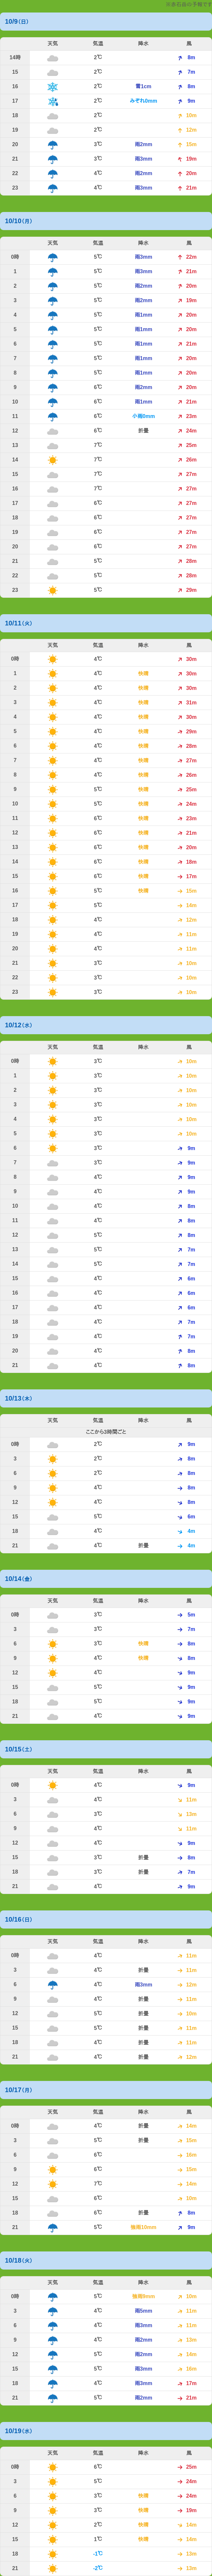 の予報です
10/9(日)
天気 気温 降水 風
14時 2℃ 8m
15 2℃ 7m
16 2℃ 雪1cm 8m
17 2℃ みぞれ0mm 9m
18 2℃ 10m
19 2℃ 12m
20 3℃ 雨2mm 15m
21 3℃ 雨3mm 19m
22 4℃ 雨2mm 20m
23 4℃ 雨3mm 21m
10/10(月)
天気 気温 降水 風
0時 5℃ 雨3mm 22m
1 5℃ 雨3mm 21m
2 5℃ 雨2mm 20m
3 5℃ 雨2mm 19m
4 5℃ 雨1mm 20m
5 5℃ 雨1mm 20m
6 5℃ 雨1mm 21m
7 5℃ 雨1mm 20m
8 5℃ 雨1mm 20m
9 6℃ 雨2mm 20m
10 6℃ 雨1mm 21m
11 6℃ 小雨0mm 23m
12 6℃ 折畳 24m
13 7℃ 25m
14 7℃ 26m
15 7℃ 27m
16 7℃ 27m
17 6℃ 27m
18 6℃ 27m
19 6℃ 27m
20 6℃ 27m
21 5℃ 28m
22 5℃ 28m
23 5℃ 29m
10/11(火)
天気 気温 降水 風
0時 4℃ 30m
1 4℃ 快晴 30m
2 4℃ 快晴 30m
3 4℃ 快晴 31m
4 4℃ 快晴 30m
5 4℃ 快晴 29m
6 4℃ 快晴 28m
7 4℃ 快晴 27m
8 4℃ 快晴 26m
9 5℃ 快晴 25m
10 5℃ 快晴 24m
11 6℃ 快晴 23m
12 6℃ 快晴 21m
13 6℃ 快晴 20m
14 6℃ 快晴 18m
15 6℃ 快晴 17m
16 5℃ 快晴 15m
17 5℃ 14m
18 4℃ 12m
19 4℃ 11m
20 4℃ 11m
21 3℃ 10m
22 3℃ 10m
23 3℃ 10m
10/12(水)
天気 気温 降水 風
0時 3℃ 10m
1 3℃ 10m
2 3℃ 10m
3 3℃ 10m
4 3℃ 10m
5 3℃ 10m
6 3℃ 9m
7 3℃ 9m
8 4℃ 9m
9 4℃ 9m
10 4℃ 8m
11 4℃ 8m
12 5℃ 8m
13 5℃ 7m
14 5℃ 7m
15 4℃ 6m
16 4℃ 6m
17 4℃ 6m
18 4℃ 7m
19 4℃ 7m
20 4℃ 8m
21 4℃ 8m
10/13(木)
天気 気温 降水 風
ここから3時間ごと
0時 2℃ 9m
3 2℃ 8m
6 2℃ 8m
9 4℃ 8m
12 4℃ 8m
15 5℃ 6m
18 4℃ 4m
21 4℃ 折畳 4m
10/14(金)
天気 気温 降水 風
0時 3℃ 5m
3 3℃ 7m
6 3℃ 快晴 8m
9 4℃ 快晴 8m
12 4℃ 9m
15 5℃ 9m
18 5℃ 9m
21 4℃ 9m
10/15(土)
天気 気温 降水 風
0時 4℃ 9m
3 4℃ 11m
6 3℃ 13m
9 4℃ 11m
12 4℃ 9m
15 3℃ 折畳 8m
18 3℃ 折畳 7m
21 4℃ 9m
10/16(日)
天気 気温 降水 風
0時 4℃ 11m
3 4℃ 折畳 11m
6 4℃ 雨3mm 12m
9 4℃ 折畳 11m
12 5℃ 折畳 10m
15 5℃ 折畳 11m
18 4℃ 折畳 11m
21 4℃ 折畳 12m
10/17(月)
天気 気温 降水 風
0時 4℃ 折畳 14m
3 5℃ 折畳 15m
6 6℃ 16m
9 6℃ 15m
12 7℃ 14m
15 6℃ 10m
18 6℃ 折畳 8m
21 5℃ 強雨10mm 9m
10/18(火)
天気 気温 降水 風
0時 5℃ 強雨9mm 10m
3 4℃ 雨5mm 11m
6 4℃ 雨3mm 11m
9 4℃ 雨2mm 13m
12 5℃ 雨2mm 14m
15 5℃ 雨3mm 16m
18 4℃ 雨3mm 17m
21 5℃ 雨2mm 21m
10/19(水)
天気 気温 降水 風
0時 6℃ 25m
3 5℃ 24m
6 3℃ 快晴 24m
9 3℃ 快晴 19m
12 2℃ 快晴 14m
15 1℃ 快晴 14m
18 -1℃ 13m
21 -2℃ 13m